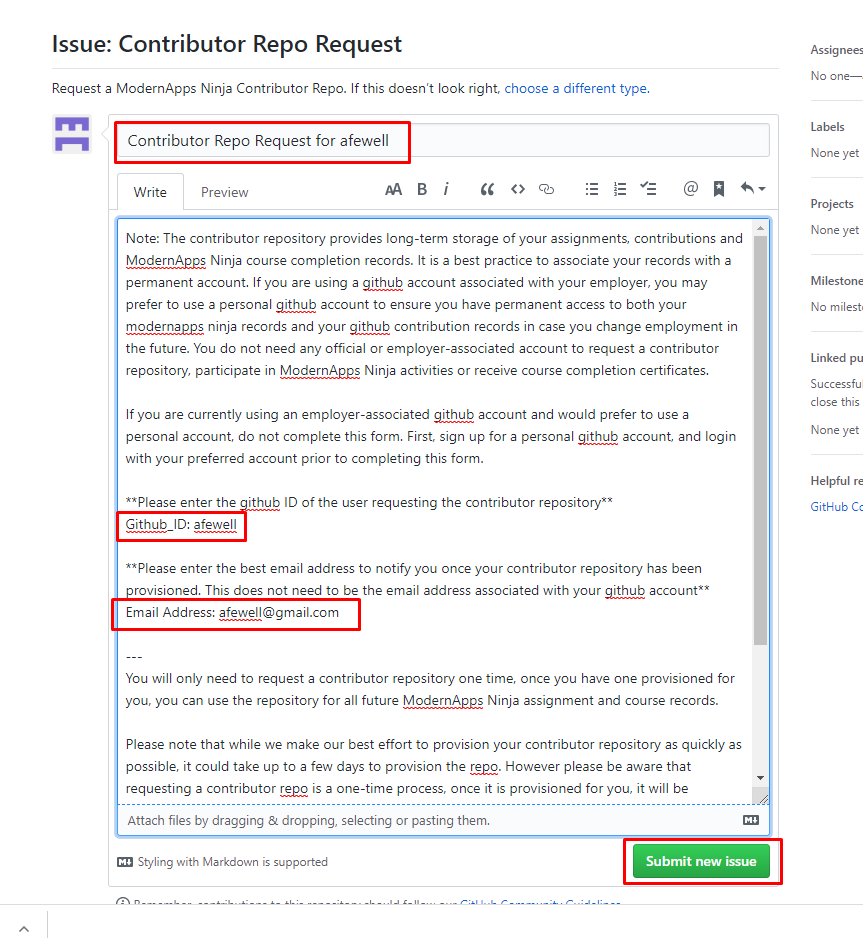 Issue: Contributor Repo Request
Request a ModernApps Ninja Contributor Repo. If this doesn't look right, choose a different type.
Contributor Repo Request for afewell
Write Preview
Note: The contributor repository provides long-term storage of your assignments, contributions and
ModernApps Ninja course completion records. It is a best practice to associate your records with a
permanent account. If you are using a github account associated with your employer, you may
prefer to use a personal github account to ensure you have permanent access to both your
modernapps ninja records and your github contribution records in case you change employment in
the future. You do not need any official or employer-associated account to request a contributor
repository, participate in ModernApps Ninja activities or receive course completion certificates.
If you are currently using an employer-associated github account and would prefer to use a
personal account, do not complete this form. First, sign up for a personal github account, and login
with your preferred account prior to completing this form.
**Please enter the github ID of the user requesting the contributor repository**
Github_ID: afewell
**Please enter the best email address to notify you once your contributor repository has been
provisioned. This does not need to be the email address associated with your github account**
Email Address: afewell@gmail.com
---
You will only need to request a contributor repository one time, once you have one provisioned for
you, you can use the repository for all future ModernApps Ninja assignment and course records.
Please note that while we make our best effort to provision your contributor repository as quickly as
possible, it could take up to a few days to provision the repo. However please be aware that
requesting a contributor repo is a one-time process, once it is provisioned for you, it will be
Attach files by dragging & dropping, selecting or pasting them.
Styling with Markdown is supported
Submit new issue
Remember, contributions to this repository should follow our GitHub Community Guidelines.
Assignees
No one—
Labels
None yet
Projects
None yet
Milestone
No milest
Linked pu
Successfu
close this
None yet
Helpful re
GitHub Co